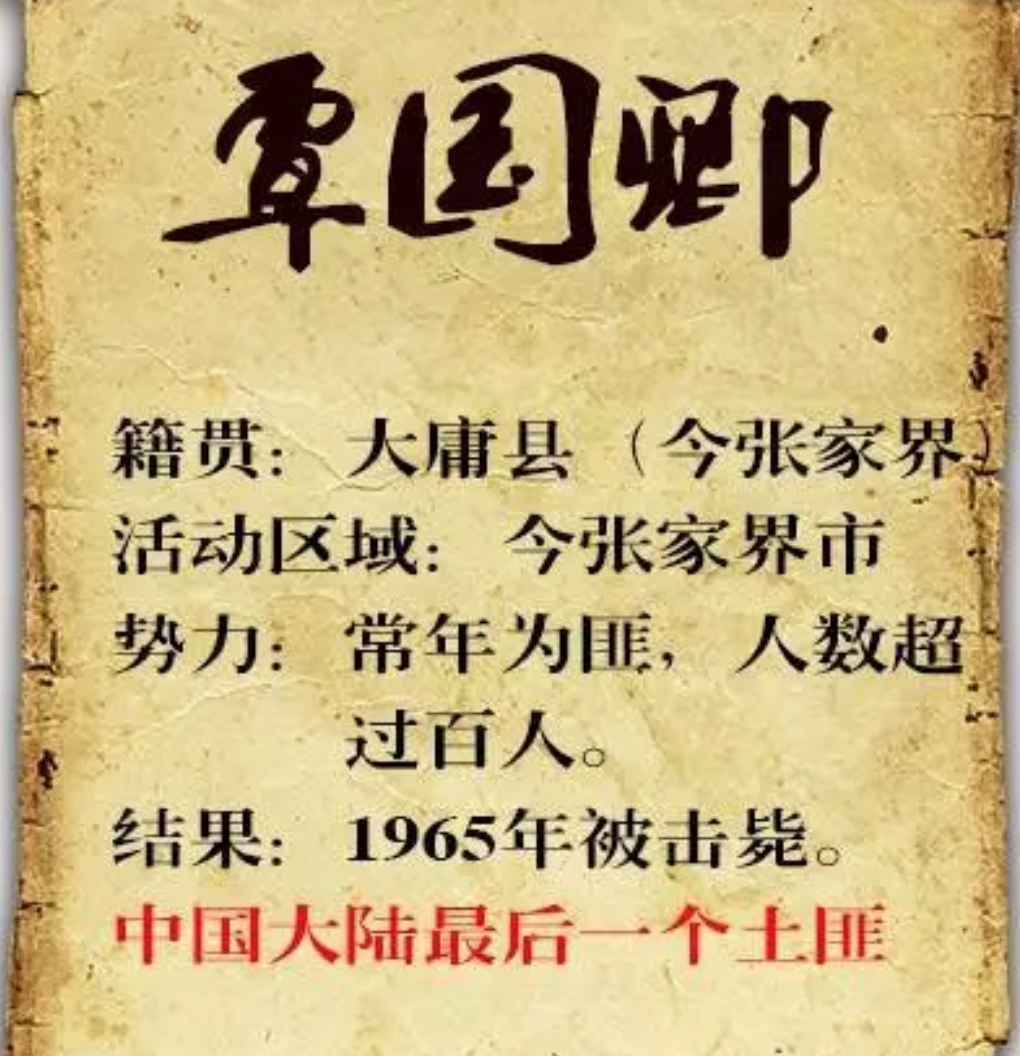 覃国卿
籍贯：大庸县（今张家界）
活动区域：今张家界市
势力：常年为匪，人数超
过百人。
结果：1965年被击毙。
中国大陆最后一个土匪